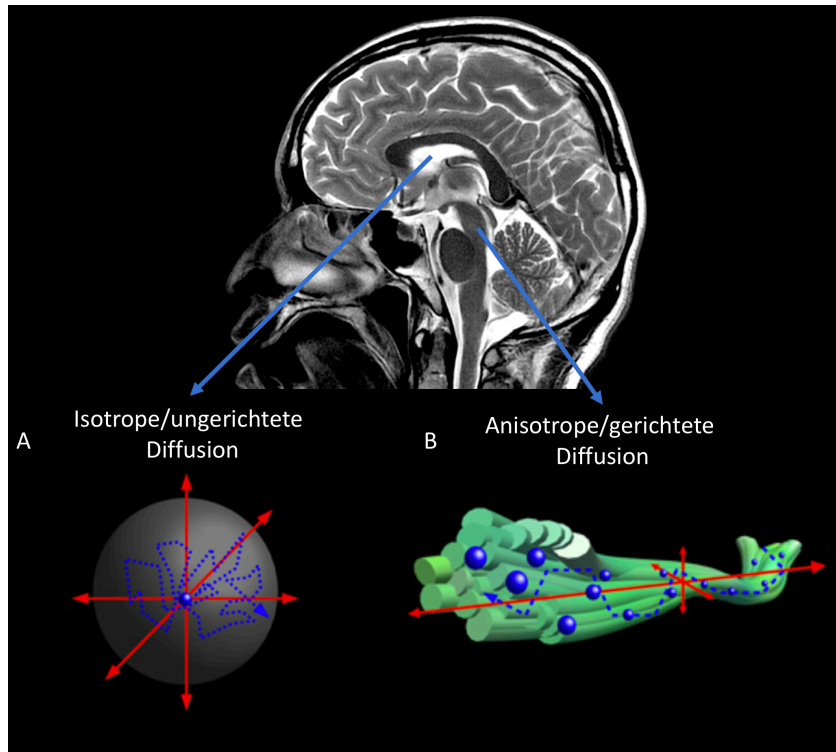 Isotrope/ungerichtete
Diffusion
A
Anisotrope/gerichtete
Diffusion
B